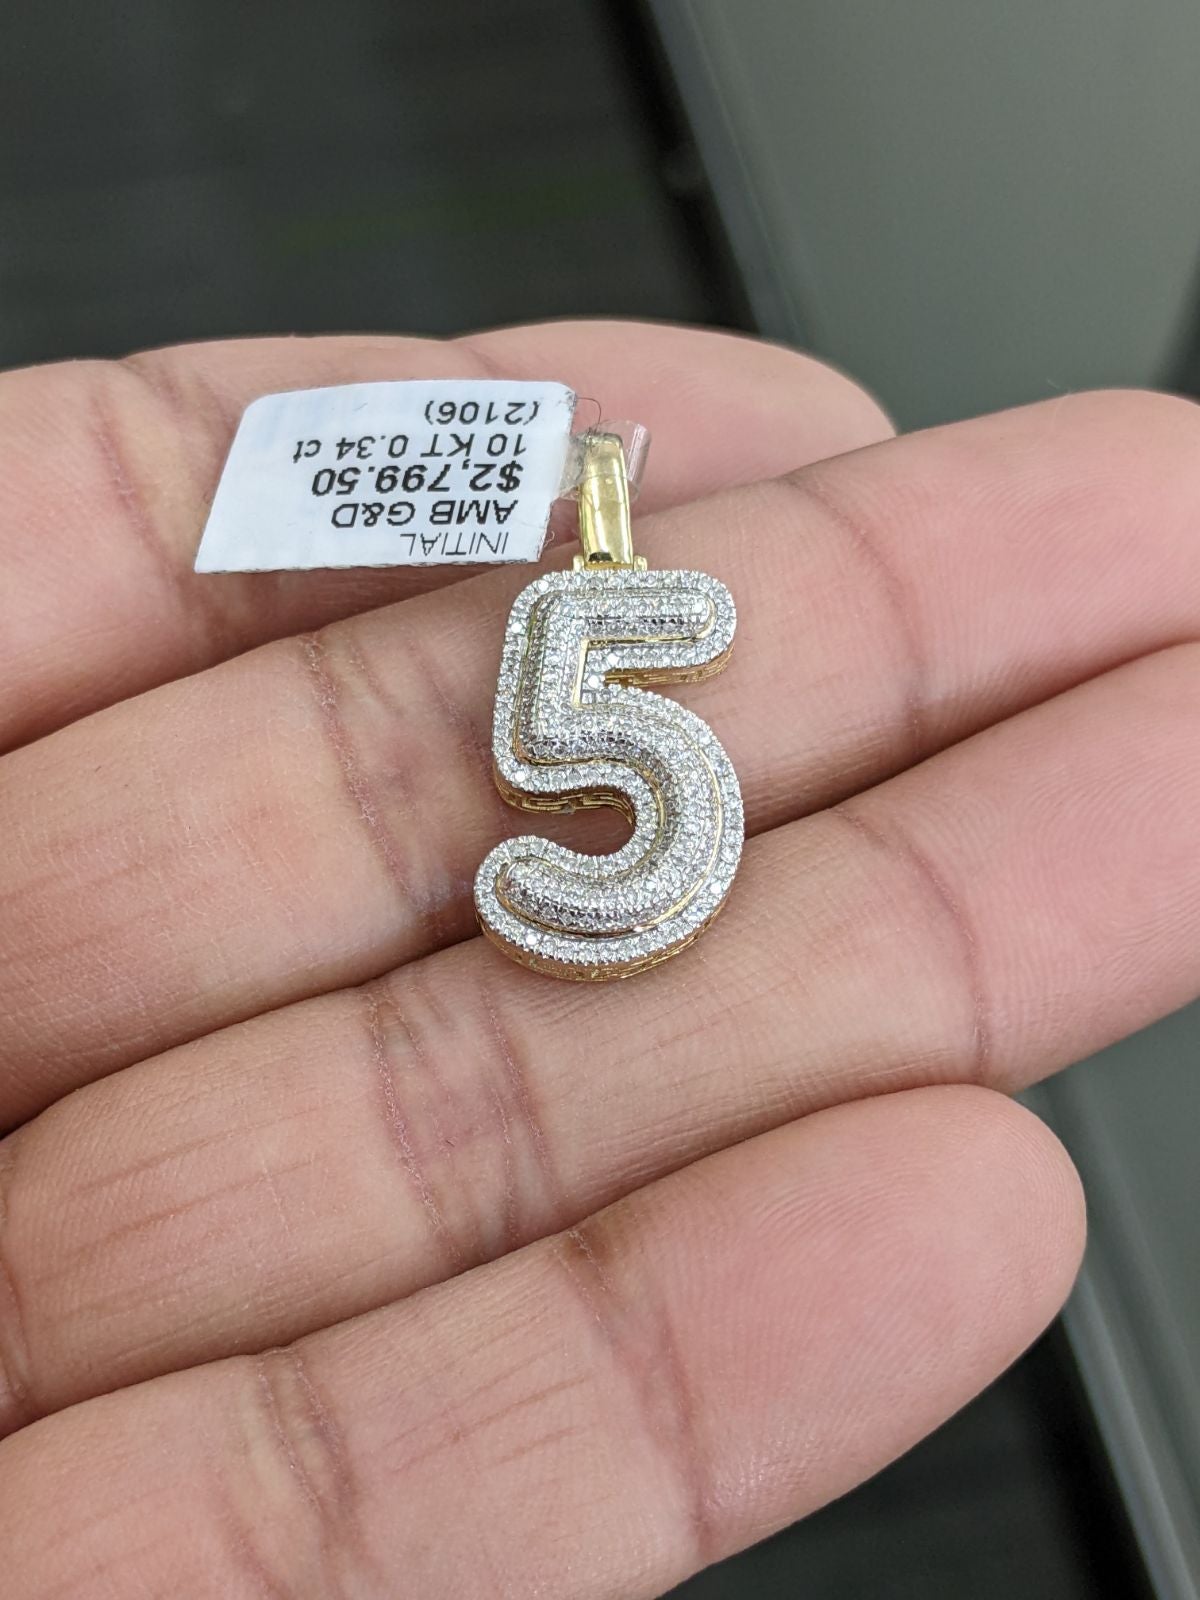 INITIAL
AMB G&D
$2,799.50
10 KT 0.34 ct
(2106)
5